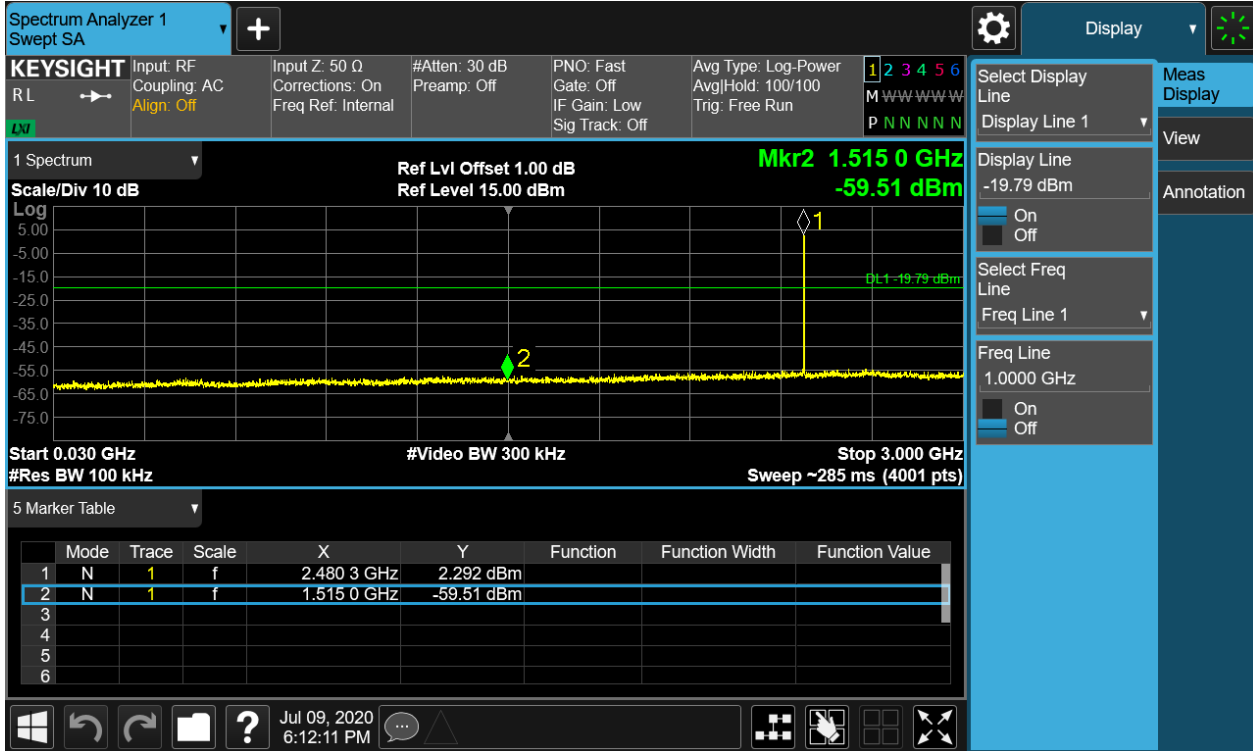 Spectrum Analyzer 1
Swept SA
+
Display
KEYSIGHT
RL
LXI
Input: RF
Coupling: AC
Align: Off
Input Z: 50 Ω
Corrections: On
Freq Ref: Internal
#Atten: 30 dB
Preamp: Off
PNO: Fast
Gate: Off
IF Gain: Low
Sig Track: Off
Avg Type: Log-Power
Avg|Hold: 100/100
Trig: Free Run
1 2 3 4 5 6
M W W W W W W
P N N N N N N
1 Spectrum
Scale/Div 10 dB
Ref Lvl Offset 1.00 dB
Ref Level 15.00 dBm
Mkr2 1.515 0 GHz
-59.51 dBm
Log
5.00
-5.00
-15.0
-25.0
-35.0
-45.0
-55.0
-65.0
-75.0
1
DL1 -19.79 dBm
2
Start 0.030 GHz
#Video BW 300 kHz
Stop 3.000 GHz
#Res BW 100 kHz
Sweep ~285 ms (4001 pts)
5 Marker Table
Mode Trace Scale X Y Function Function Width Function Value
1 N 1 f 2.480 3 GHz 2.292 dBm
2 N 1 f 1.515 0 GHz -59.51 dBm
3
4
5
6
Select Display
Line
Display Line 1
Display Line
-19.79 dBm
On
Off
Select Freq
Line
Freq Line 1
Freq Line
1.0000 GHz
On
Off
Meas
Display
View
Annotation
?
Jul 09, 2020
6:12:11 PM